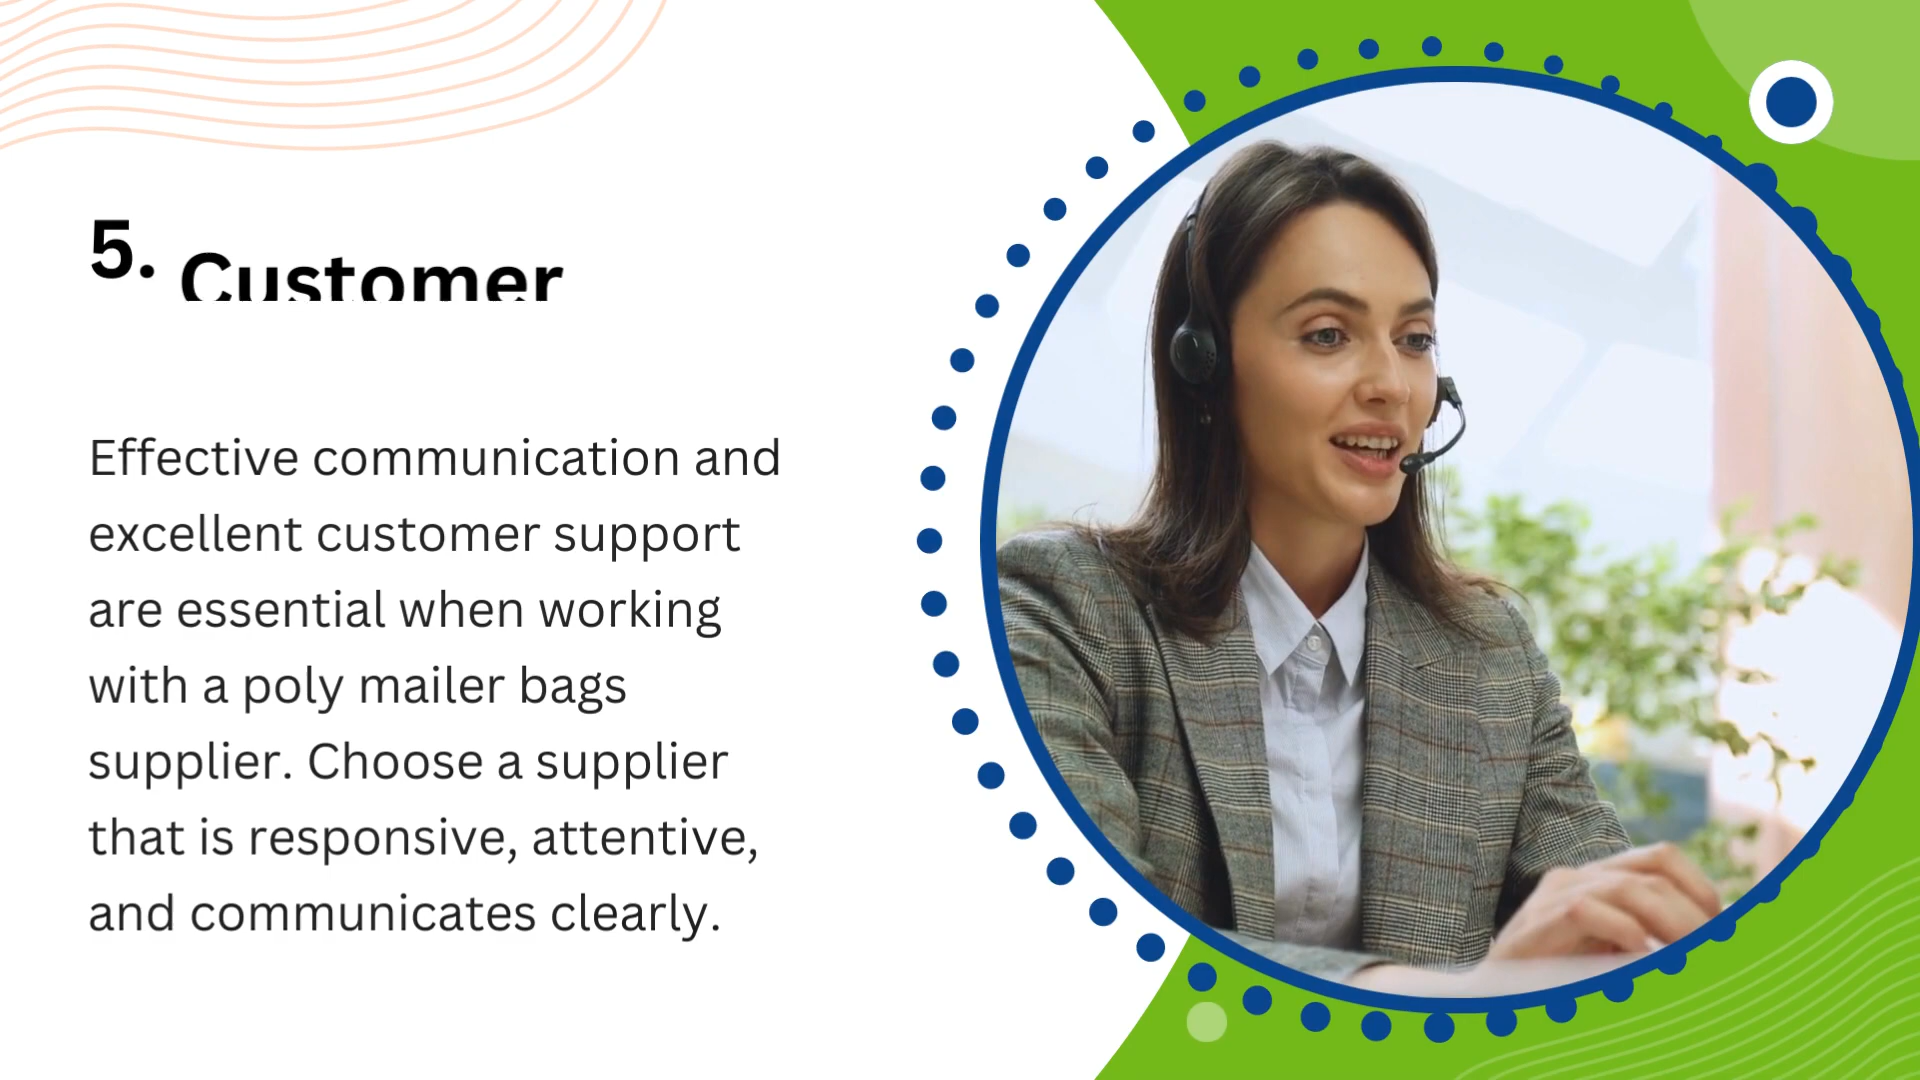 5. Customer
Effective communication and
excellent customer support
are essential when working
with a poly mailer bags
supplier. Choose a supplier
that is responsive, attentive,
and communicates clearly.